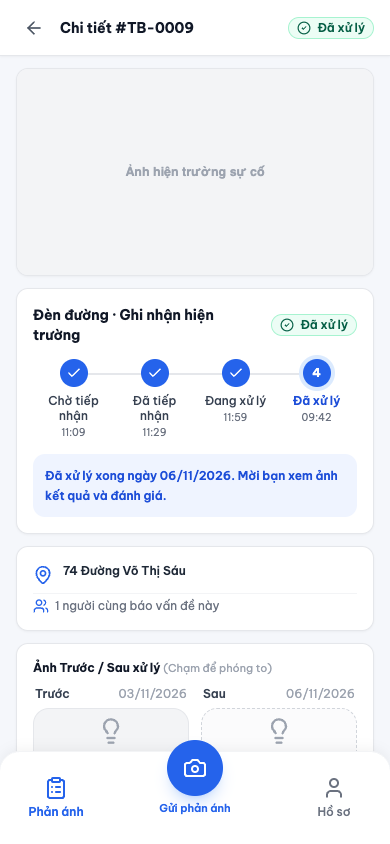 Chi tiết #TB-0009
Đã xử lý
Ảnh hiện trường sự cố
Đèn đường · Ghi nhận hiện
trường
Đã xử lý
4
Chờ tiếp
nhận
11:09
Đã tiếp
nhận
11:29
Đang xử lý
11:59
Đã xử lý
09:42
Đã xử lý xong ngày 06/11/2026. Mời bạn xem ảnh
kết quả và đánh giá.
74 Đường Võ Thị Sáu
1 người cùng báo vấn đề này
Ảnh Trước / Sau xử lý (Chạm để phóng to)
Trước 03/11/2026
Sau 06/11/2026
Phản ánh
Gửi phản ánh
Hồ sơ